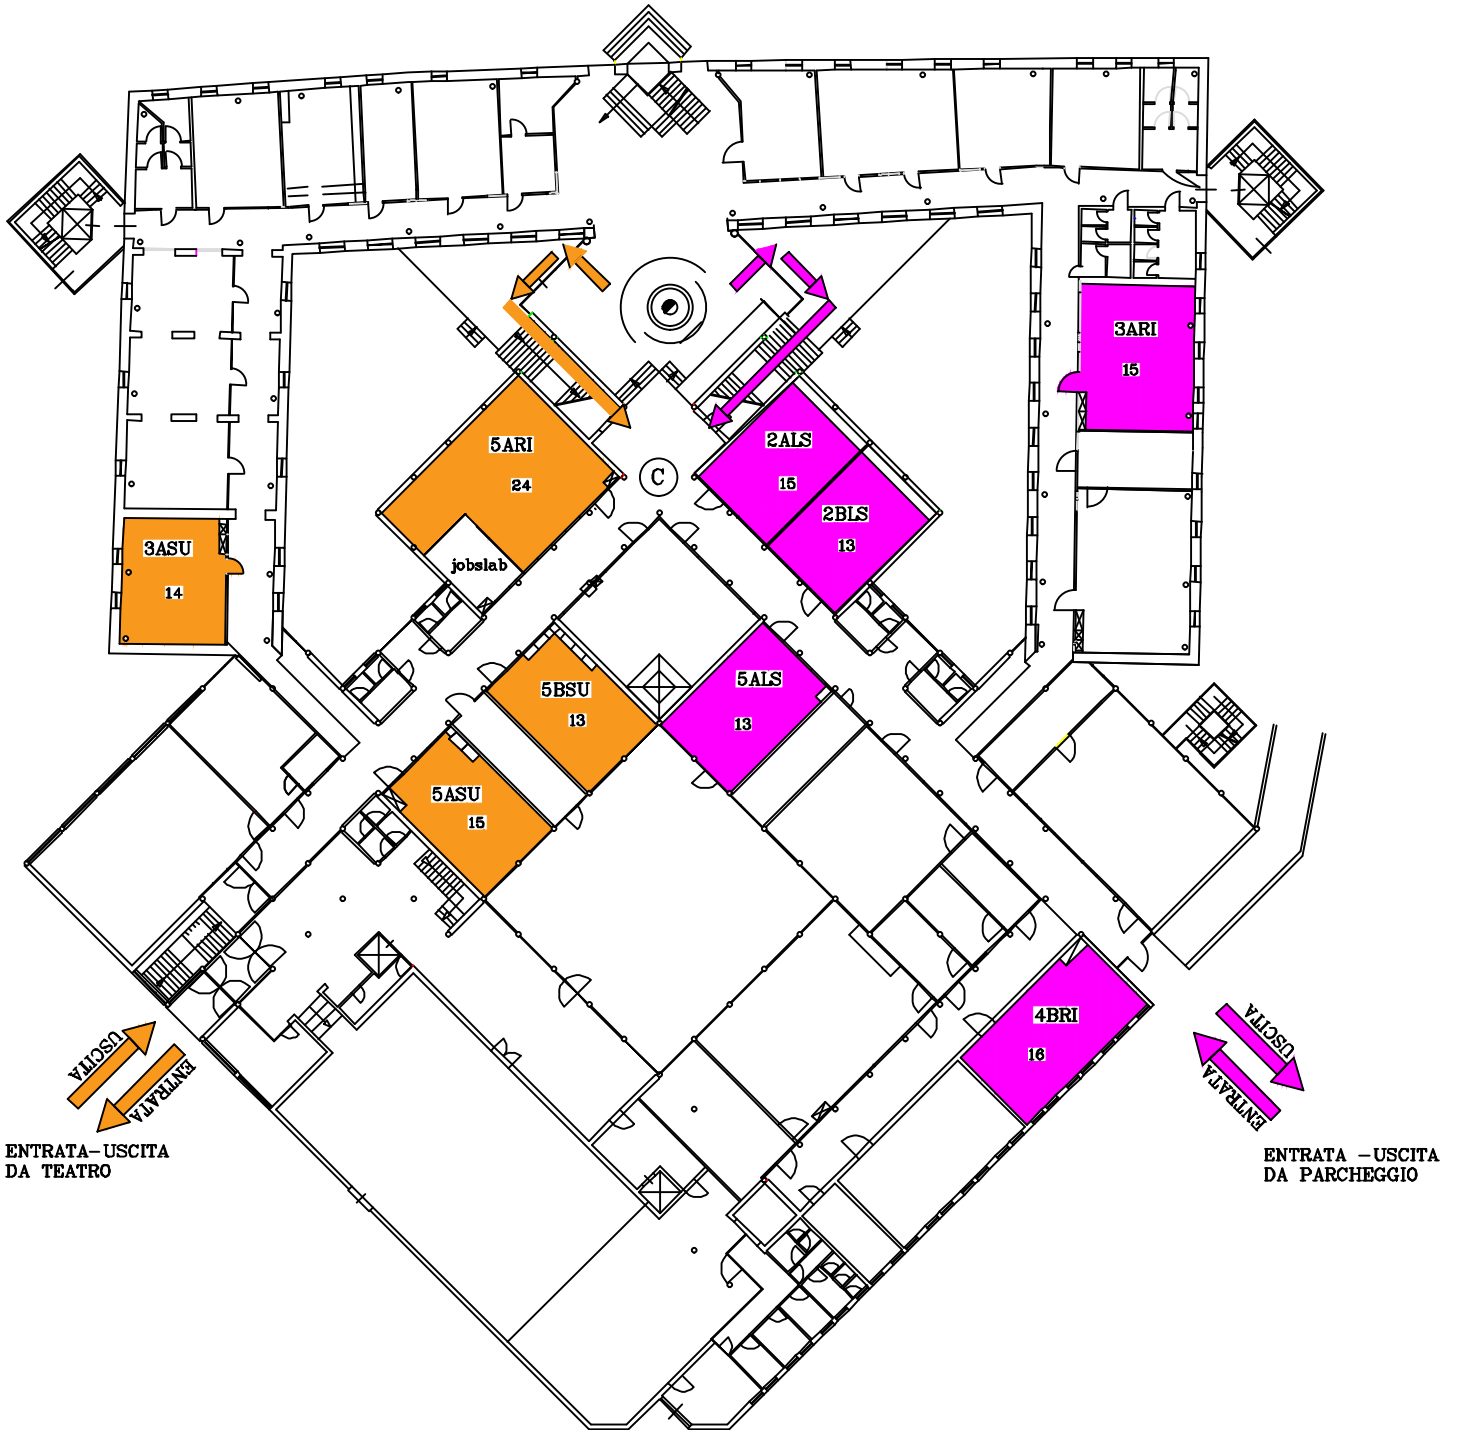 3ARI
15
5ARI
24
2ALS
15
C
2BLS
13
3ASU
14
jobslab
5BSU
13
5ALS
13
5ASU
15
4BRI
16
USCITA
ENTRATA
ENTRATA-USCITA
DA TEATRO
USCITA
ENTRATA
ENTRATA -USCITA
DA PARCHEGGIO